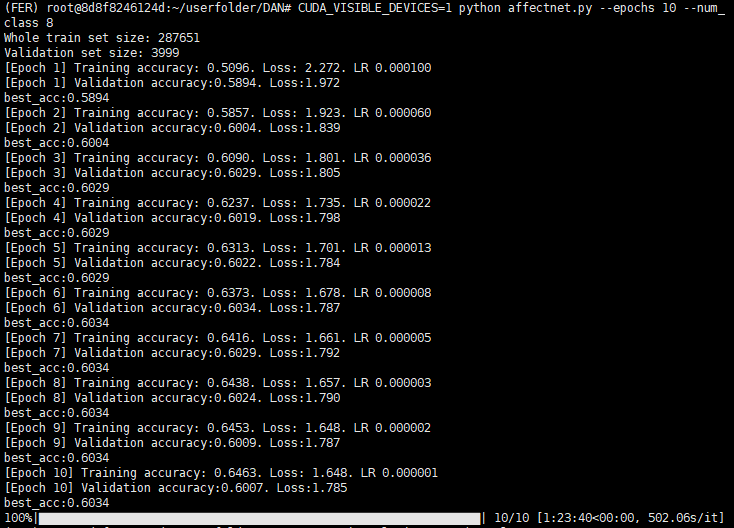 (FER) root@8d8f8246124d:~/userfolder/DAN# CUDA_VISIBLE_DEVICES=1 python affectnet.py --epochs 10 --num_
class 8
Whole train set size: 287651
Validation set size: 3999
[Epoch 1] Training accuracy: 0.5096. Loss: 2.272. LR 0.000100
[Epoch 1] Validation accuracy:0.5894. Loss:1.972
best_acc:0.5894
[Epoch 2] Training accuracy: 0.5857. Loss: 1.923. LR 0.000060
[Epoch 2] Validation accuracy:0.6004. Loss:1.839
best_acc:0.6004
[Epoch 3] Training accuracy: 0.6090. Loss: 1.801. LR 0.000036
[Epoch 3] Validation accuracy:0.6029. Loss:1.805
best_acc:0.6029
[Epoch 4] Training accuracy: 0.6237. Loss: 1.735. LR 0.000022
[Epoch 4] Validation accuracy:0.6019. Loss:1.798
best_acc:0.6029
[Epoch 5] Training accuracy: 0.6313. Loss: 1.701. LR 0.000013
[Epoch 5] Validation accuracy:0.6022. Loss:1.784
best_acc:0.6029
[Epoch 6] Training accuracy: 0.6373. Loss: 1.678. LR 0.000008
[Epoch 6] Validation accuracy:0.6034. Loss:1.787
best_acc:0.6034
[Epoch 7] Training accuracy: 0.6416. Loss: 1.661. LR 0.000005
[Epoch 7] Validation accuracy:0.6029. Loss:1.792
best_acc:0.6034
[Epoch 8] Training accuracy: 0.6438. Loss: 1.657. LR 0.000003
[Epoch 8] Validation accuracy:0.6024. Loss:1.790
best_acc:0.6034
[Epoch 9] Training accuracy: 0.6453. Loss: 1.648. LR 0.000002
[Epoch 9] Validation accuracy:0.6009. Loss:1.787
best_acc:0.6034
[Epoch 10] Training accuracy: 0.6463. Loss: 1.648. LR 0.000001
[Epoch 10] Validation accuracy:0.6007. Loss:1.785
best_acc:0.6034
100%| | 10/10 [1:23:40<00:00, 502.06s/it]